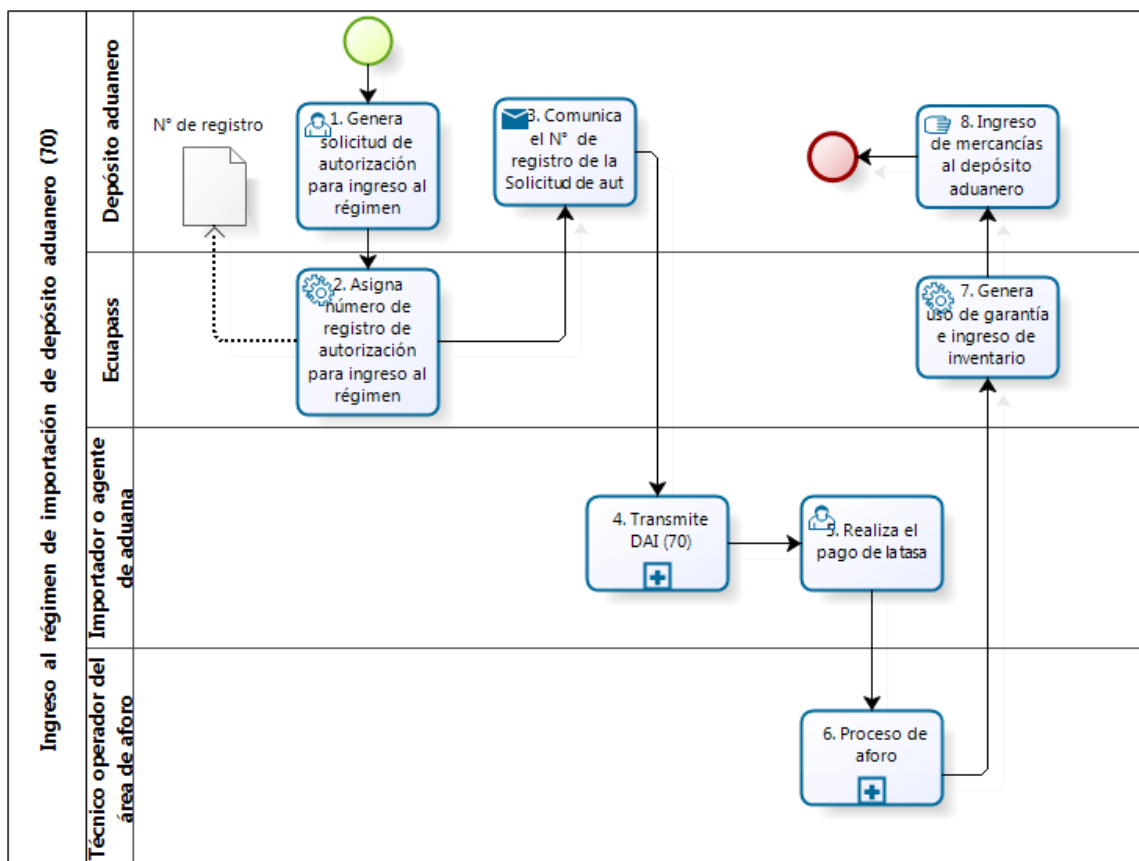 Ingreso al régimen de importación de depósito aduanero (70)
Depósito aduanero
N° de registro
1. Genera
solicitud de
autorización
para ingreso al
régimen
3. Comunica
el N° de
registro de la
Solicitud de aut
8. Ingreso
de mercancías
al depósito
aduanero
Ecuapass
2. Asigna
número de
registro de
autorización
para ingreso al
régimen
7. Genera
uso de garantía
e ingreso de
inventario
Importador o agente
de aduana
4. Transmite
DAI (70)
5. Realiza el
pago de la tasa
Técnico operador del
área de aforo
6. Proceso de
aforo